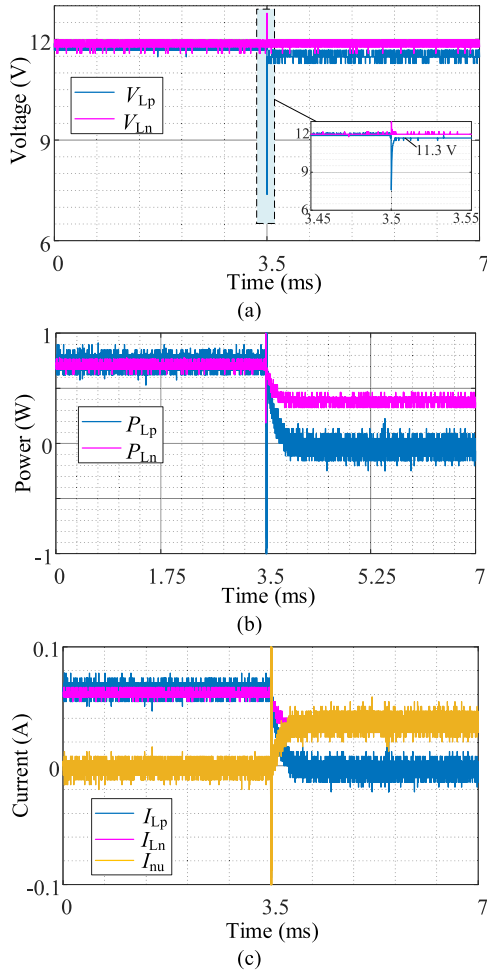 12
9
6
Voltage (V)
V_Lp
V_Ln
12
9
6
3.45
3.5
3.55
11.3 V
0
3.5
7
Time (ms)
(a)
1
0
-1
Power (W)
P_Lp
P_Ln
0
1.75
3.5
5.25
7
Time (ms)
(b)
0.1
0
-0.1
Current (A)
I_Lp
I_Ln
I_nu
0
3.5
7
Time (ms)
(c)